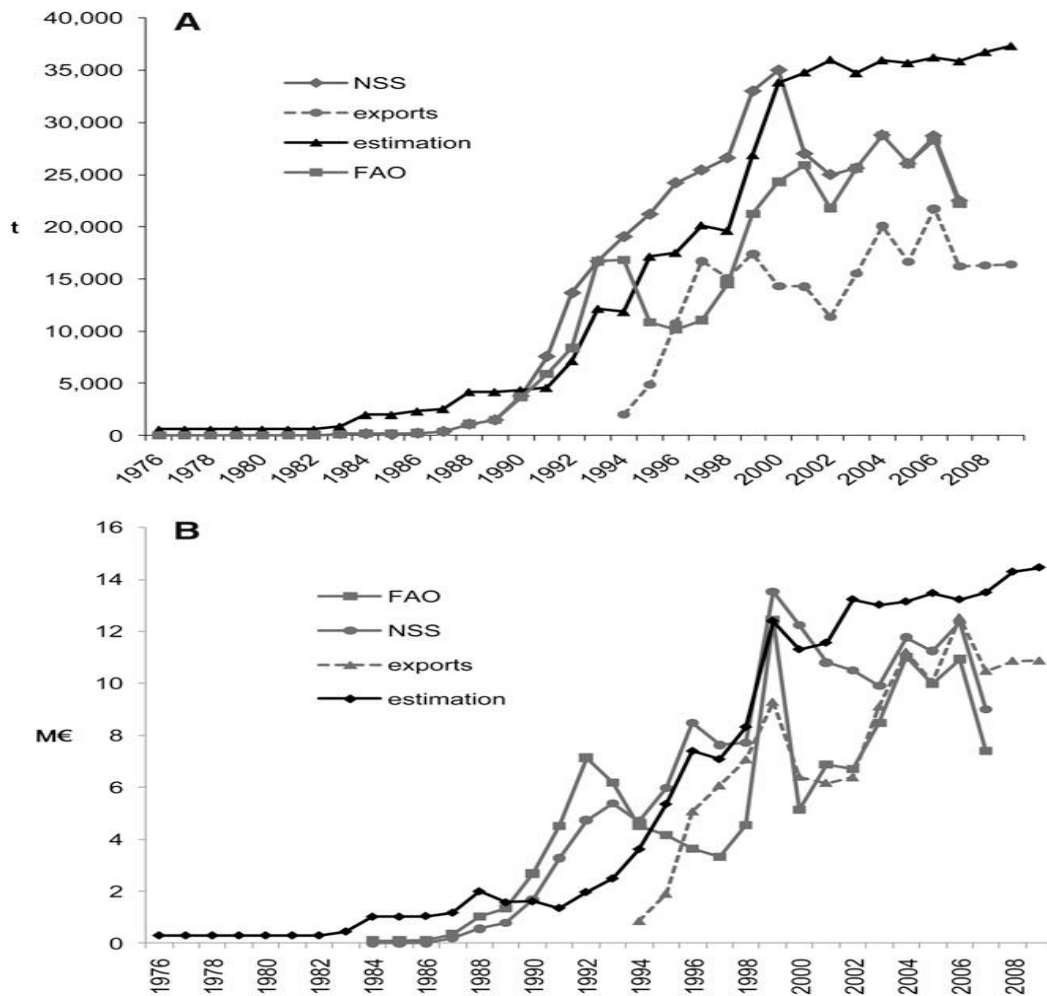 A
40,000
35,000
30,000
25,000
20,000
15,000
10,000
5,000
0
t
NSS
exports
estimation
FAO
1976 1978 1980 1982 1984 1986 1988 1990 1992 1994 1996 1998 2000 2002 2004 2006 2008
B
16
14
12
10
8
6
4
2
0
M€
FAO
NSS
exports
estimation
1976 1978 1980 1982 1984 1986 1988 1990 1992 1994 1996 1998 2000 2002 2004 2006 2008